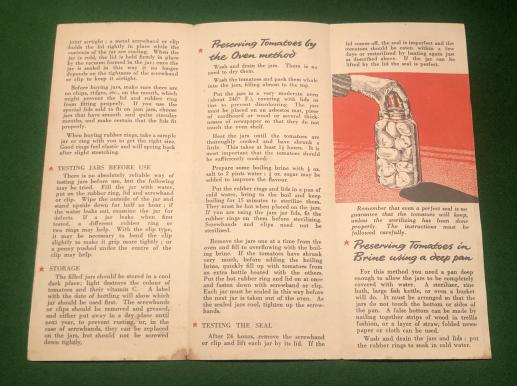 joint airtight; a metal screwband or clip
holds the lid tightly in place while the
contents of the jar are cooling. When the
jar is cold, the lid is held firmly in place
by the vacuum formed in the jar; once the
jar is sealed in this way it no longer
depends on the tightness of the screwband
or clip to keep it airtight.
Before buying jars, make sure there are
no chips, ridges, etc., on the mouth, which
might prevent the lid and rubber ring
from fitting properly. If you use the
special lids sold to fit on jam jars, choose
jars that have smooth and quite circular
mouths, and make certain that the lids fit
properly.
When buying rubber rings, take a sample
jar or ring with you to get the right size.
Good rings feel elastic and will spring back
after slight stretching.
TESTING JARS BEFORE USE
There is no absolutely reliable way of
testing jars before use, but the following
may be tried. Fill the jar with water,
put on the rubber ring, lid and screwband
or clip. Wipe the outside of the jar and
stand upside down for half an hour; if
the water leaks out, examine the jar for
defects. If a jar leaks when first
tested, a different rubber ring or
two rings may help. With the clip type,
it may be necessary to bend the clip
slightly to make it grip more tightly; or
a penny pushed under the centre of the
clip may help.
STORAGE
The filled jars should be stored in a cool
dark place; light destroys the colour of
tomatoes and their vitamin C. A label
with the date of bottling will show which
jar should be used first. The screwbands
or clips should be removed and greased,
and either put away in a dry place until
next year, to prevent rusting, or, in the
case of screwbands, they can be replaced
on the jar, but should not be screwed
down tightly.
Preserving Tomatoes by
the Oven method
Wash and drain the jars. There is no
need to dry them.
Wash the tomatoes and pack them whole
into the jars, filling almost to the top.
Put the jars in a very moderate oven
(about 240° F.), covering with lids or
tins to prevent discolouring. The jars
must be placed on an asbestos mat, piece
of cardboard or wood or several thick-
nesses of newspaper so that they do not
touch the oven shelf.
Heat the jars until the tomatoes are
thoroughly cooked and have shrunk a
little. This takes at least 1½ hours. It is
most important that the tomatoes should
be sufficiently cooked.
Prepare some boiling brine with ½ oz.
salt to 2 pints water; ¼ oz. sugar may be
added to improve the flavour.
Put the rubber rings and lids in a pan of
cold water, bring to the boil and keep
boiling for 15 minutes to sterilize them.
They must be hot when placed on the jars.
If you are using the jam jar lids, fit the
rubber rings on them before sterilising.
Screwbands and clips need not be
sterilised.
Remove the jars one at a time from the
oven and fill to overflowing with the boil-
ing brine. If the tomatoes have shrunk
very much, before adding the boiling
brine, quickly fill up with tomatoes from
an extra bottle heated with the others.
Put the hot rubber ring and lid on at once
and fasten down with screwband or clip.
Each jar must be sealed in this way before
the next jar is taken out of the oven. As
the sealed jars cool, tighten up the screw-
bands.
TESTING THE SEAL
After 24 hours, remove the screwband
or clip and lift each jar by its lid. If the
lid comes off, the seal is imperfect and the
tomatoes should be eaten within a few
days or resterilized by heating again just
as described above. If the jar can be
lifted by the lid the seal is perfect.
Remember that even a perfect seal is no
guarantee that the tomatoes will keep,
unless the sterilising has been done
properly. The instructions must be
followed carefully.
Preserving Tomatoes in
Brine using a deep pan
For this method you need a pan deep
enough to allow the jars to be completely
covered with water. A steriliser, zinc
bath, large fish kettle, or even a bucket
will do. It must be arranged so that the
jars do not touch the bottom or sides of
the pan. A false bottom can be made by
nailing together strips of wood in trellis
fashion, or a layer of straw, folded news-
paper or cloth can be used.
Wash and drain the jars and lids; put
the rubber rings to soak in cold water.